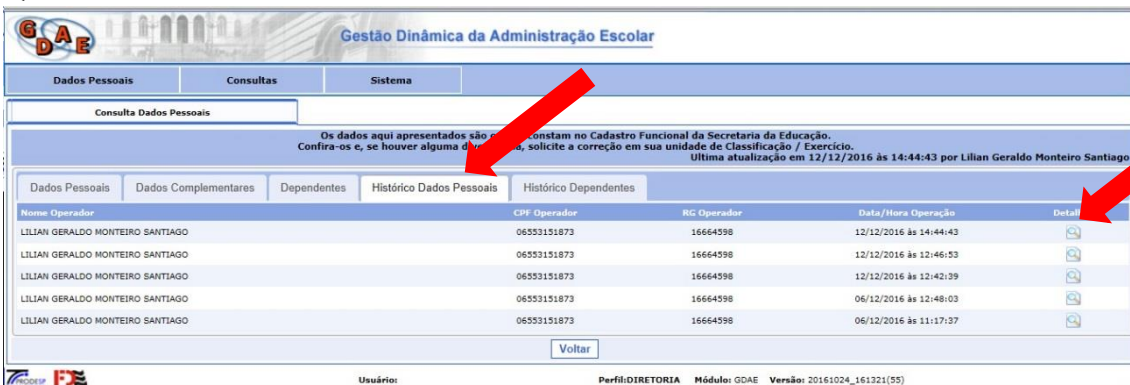 GDAE
Gestão Dinâmica da Administração Escolar
Dados Pessoais Consultas Sistema
Consulta Dados Pessoais
Os dados aqui apresentados são constam no Cadastro Funcional da Secretaria da Educação.
Confira-os e, se houver alguma solicite a correção em sua unidade de Classificação / Exercício.
Ultima atualização em 12/12/2016 às 14:44:43 por Lilian Geraldo Monteiro Santiago
Dados Pessoais Dados Complementares Dependentes Histórico Dados Pessoais Histórico Dependentes
Nome Operador CPF Operador RG Operador Data/Hora Operação
LILIAN GERALDO MONTEIRO SANTIAGO 06553151873 16664598 12/12/2016 às 14:44:43
LILIAN GERALDO MONTEIRO SANTIAGO 06553151873 16664598 12/12/2016 às 12:46:53
LILIAN GERALDO MONTEIRO SANTIAGO 06553151873 16664598 12/12/2016 às 12:42:39
LILIAN GERALDO MONTEIRO SANTIAGO 06553151873 16664598 06/12/2016 às 12:48:03
LILIAN GERALDO MONTEIRO SANTIAGO 06553151873 16664598 06/12/2016 às 11:17:37
Voltar
PRODESP FDE Usuário: Perfil:DIRETORIA Módulo: GDAE Versão: 20161024_161321(55)